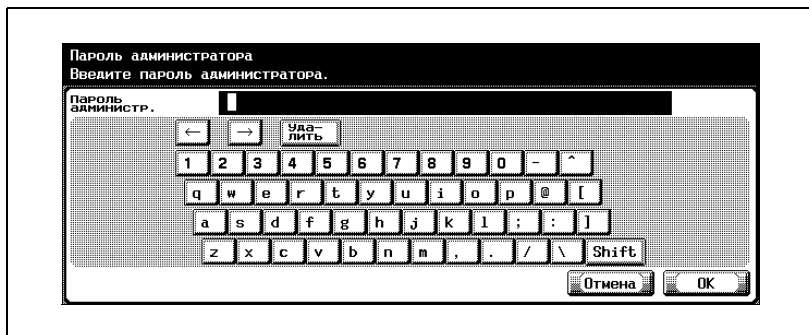 Пароль администратора
Введите пароль администратора.
Пароль
администр.
← → Уда-
лить
1 2 3 4 5 6 7 8 9 0 - ^
q w e r t y u i o p @ [
a s d f g h j k l ; : ]
z x c v b n m , . / \ Shift
Отмена OK